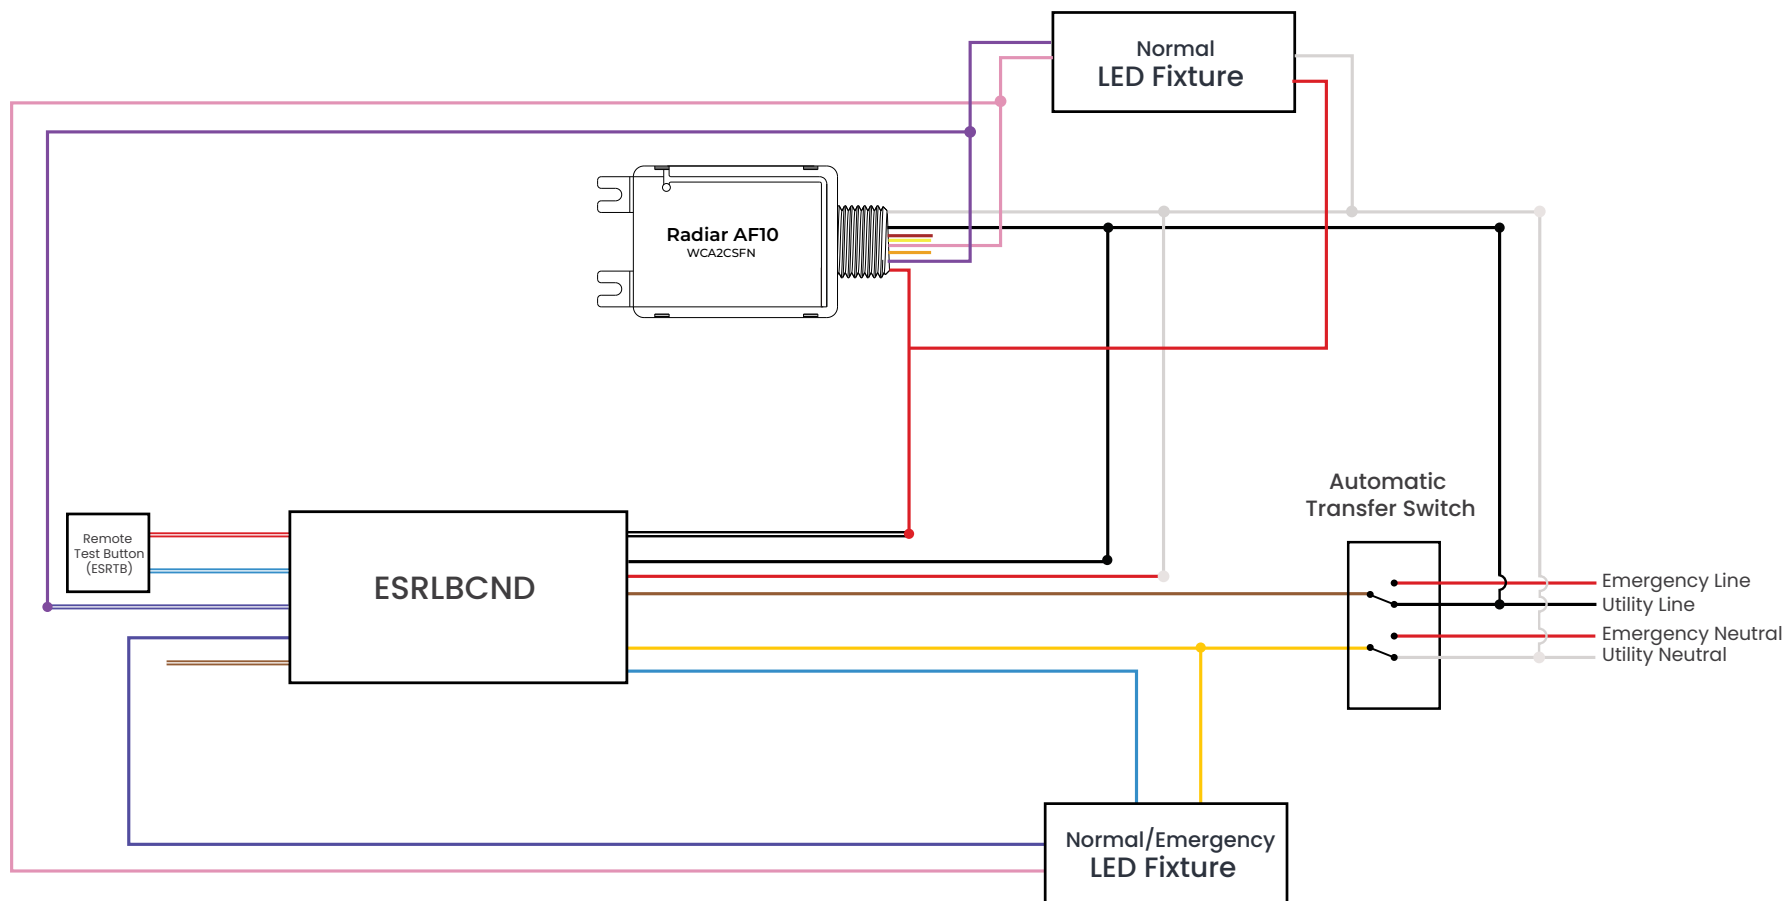 Normal
LED Fixture
Radiar AF10
WCA2CSFN
Automatic
Transfer Switch
Remote
Test Button
(ESRTB)
ESRLBCND
Emergency Line
Utility Line
Emergency Neutral
Utility Neutral
Normal/Emergency
LED Fixture